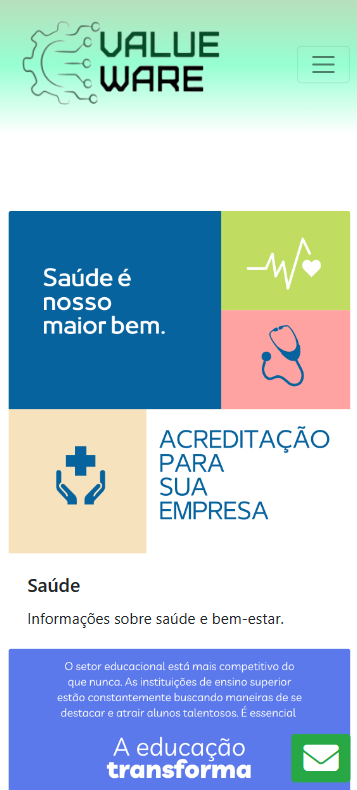 VALUE
WARE
Saúde é
nosso
maior bem.
ACREDITAÇÃO
PARA
SUA
EMPRESA
Saúde
Informações sobre saúde e bem-estar.
O setor educacional está mais competitivo do
que nunca. As instituições de ensino superior
estão constantemente buscando maneiras de se
destacar e atrair alunos talentosos. É essencial
A educação
transforma